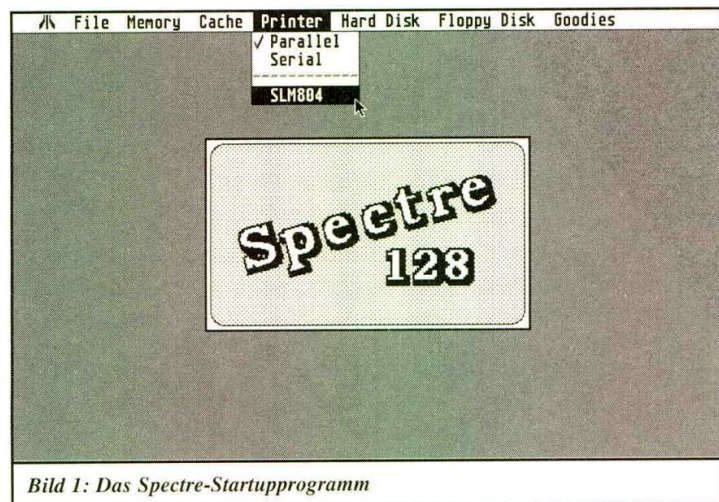 File Memory Cache Printer Hard Disk Floppy Disk Goodies
✓ Parallel
Serial
SLM804
Spectre
128
Bild 1: Das Spectre-Startupprogramm